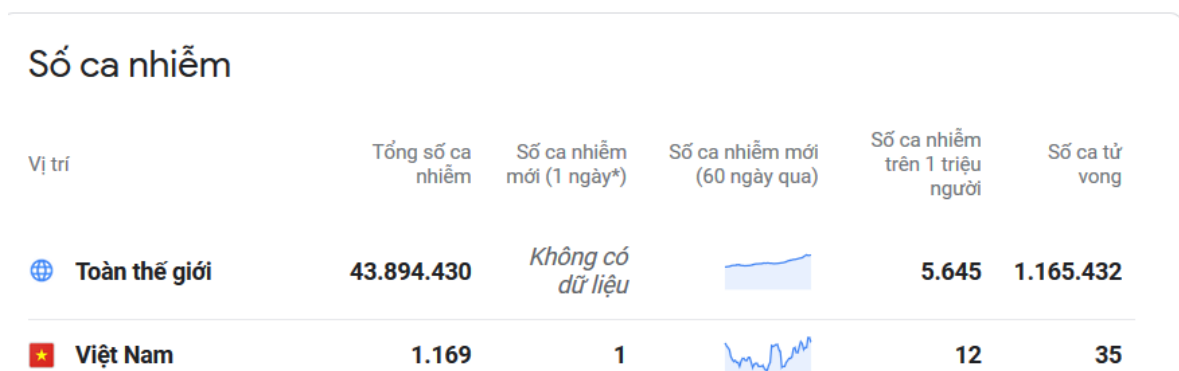 Số ca nhiễm
Vị trí
Tổng số ca
nhiễm
Số ca nhiễm
mới (1 ngày*)
Số ca nhiễm mới
(60 ngày qua)
Số ca nhiễm
trên 1 triệu
người
Số ca tử
vong
Toàn thế giới
43.894.430
Không có
dữ liệu
5.645
1.165.432
Việt Nam
1.169
1
12
35